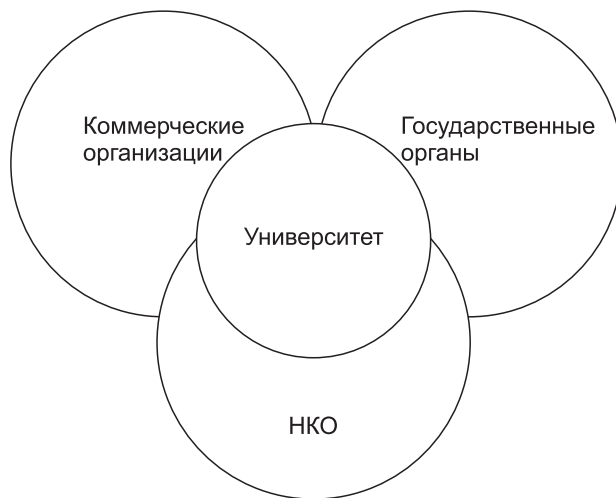 Коммерческие
организации
Государственные
органы
Университет
НКО